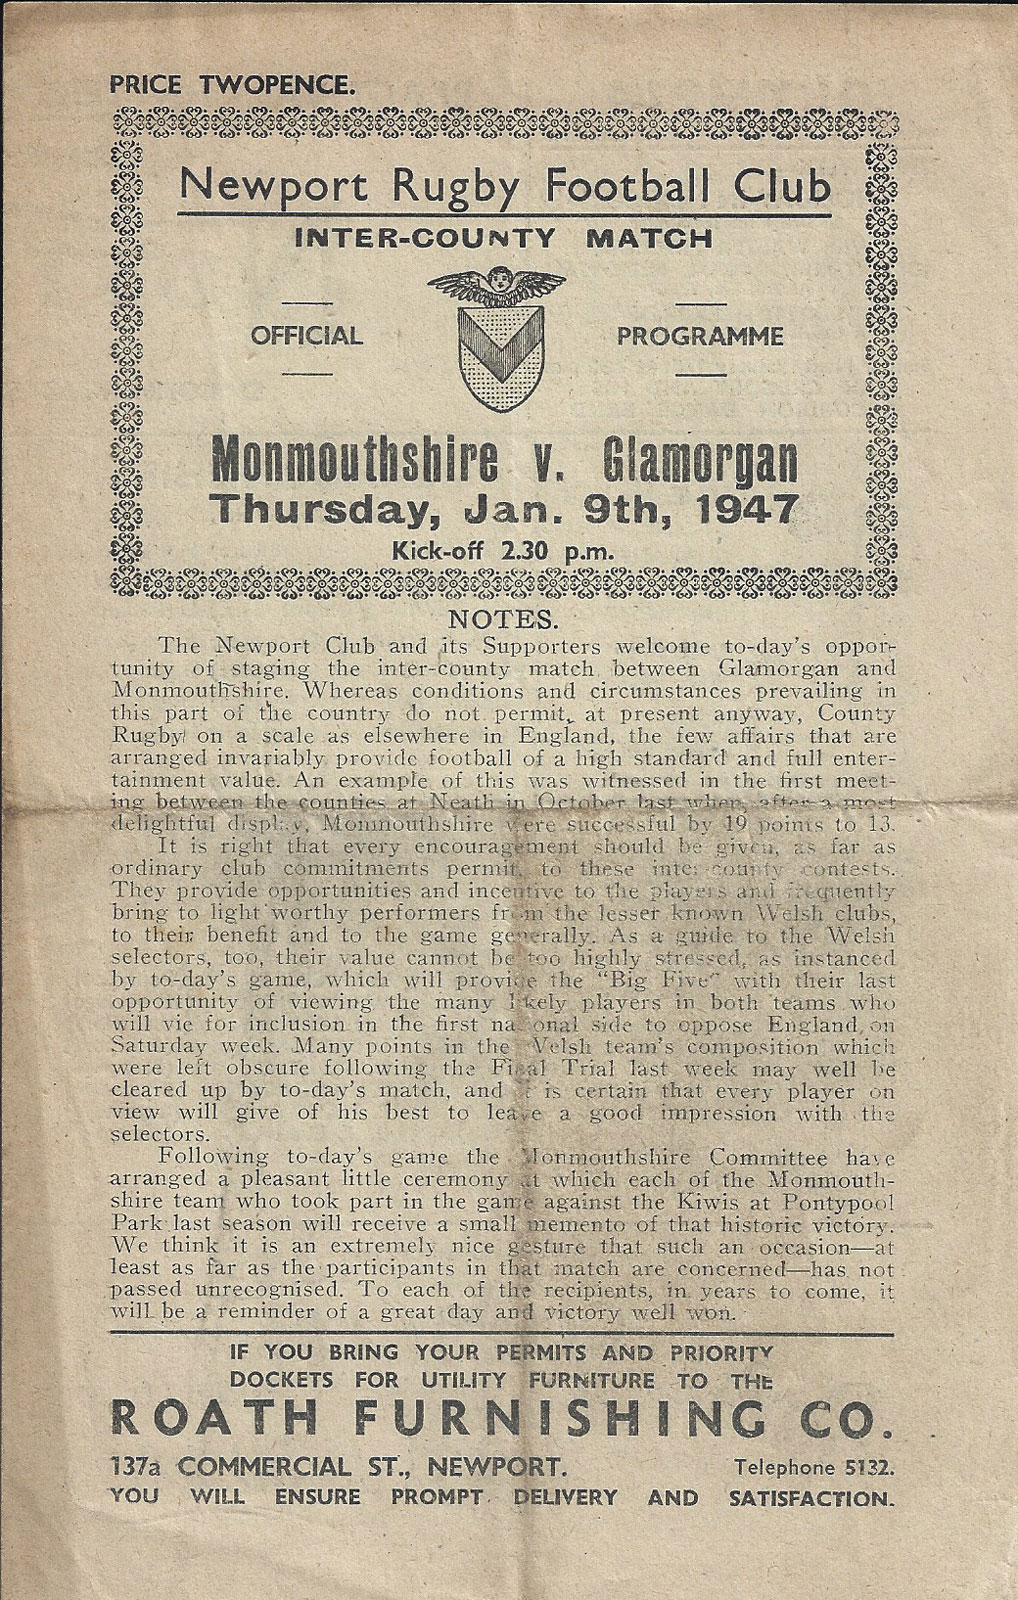 PRICE TWOPENCE.
Newport Rugby Football Club
INTER-COUNTY MATCH
OFFICIAL PROGRAMME
Monmouthshire v. Glamorgan
Thursday, Jan. 9th, 1947
Kick-off 2.30 p.m.
NOTES.
The Newport Club and its Supporters welcome to-day's oppor-
tunity of staging the inter-county match between Glamorgan and
Monmouthshire. Whereas conditions and circumstances prevailing in
this part of the country do not permit, at present anyway, County
Rugby on a scale as elsewhere in England, the few affairs that are
arranged invariably provide football of a high standard and full enter-
tainment value. An example of this was witnessed in the first meet-
ing between the counties at Neath in October last when, after a most
delightful display, Monmouthshire were successful by 19 points to 13.
It is right that every encouragement should be given, as far as
ordinary club commitments permit, to these inter-county contests.
They provide opportunities and incentive to the players and frequently
bring to light worthy performers from the lesser known Welsh clubs,
to their benefit and to the game generally. As a guide to the Welsh
selectors, too, their value cannot be too highly stressed, as instanced
by to-day's game, which will provide the "Big Five" with their last
opportunity of viewing the many likely players in both teams who
will vie for inclusion in the first national side to oppose England on
Saturday week. Many points in the Welsh team's composition which
were left obscure following the Final Trial last week may well be
cleared up by to-day's match, and it is certain that every player on
view will give of his best to leave a good impression with the
selectors.
Following to-day's game the Monmouthshire Committee have
arranged a pleasant little ceremony at which each of the Monmouth-
shire team who took part in the game against the Kiwis at Pontypool
Park last season will receive a small memento of that historic victory.
We think it is an extremely nice gesture that such an occasion—at
least as far as the participants in that match are concerned—has not
passed unrecognised. To each of the recipients, in years to come, it
will be a reminder of a great day and victory well won.
IF YOU BRING YOUR PERMITS AND PRIORITY
DOCKETS FOR UTILITY FURNITURE TO THE
ROATH FURNISHING CO.
137a COMMERCIAL ST., NEWPORT. Telephone 5132.
YOU WILL ENSURE PROMPT DELIVERY AND SATISFACTION.